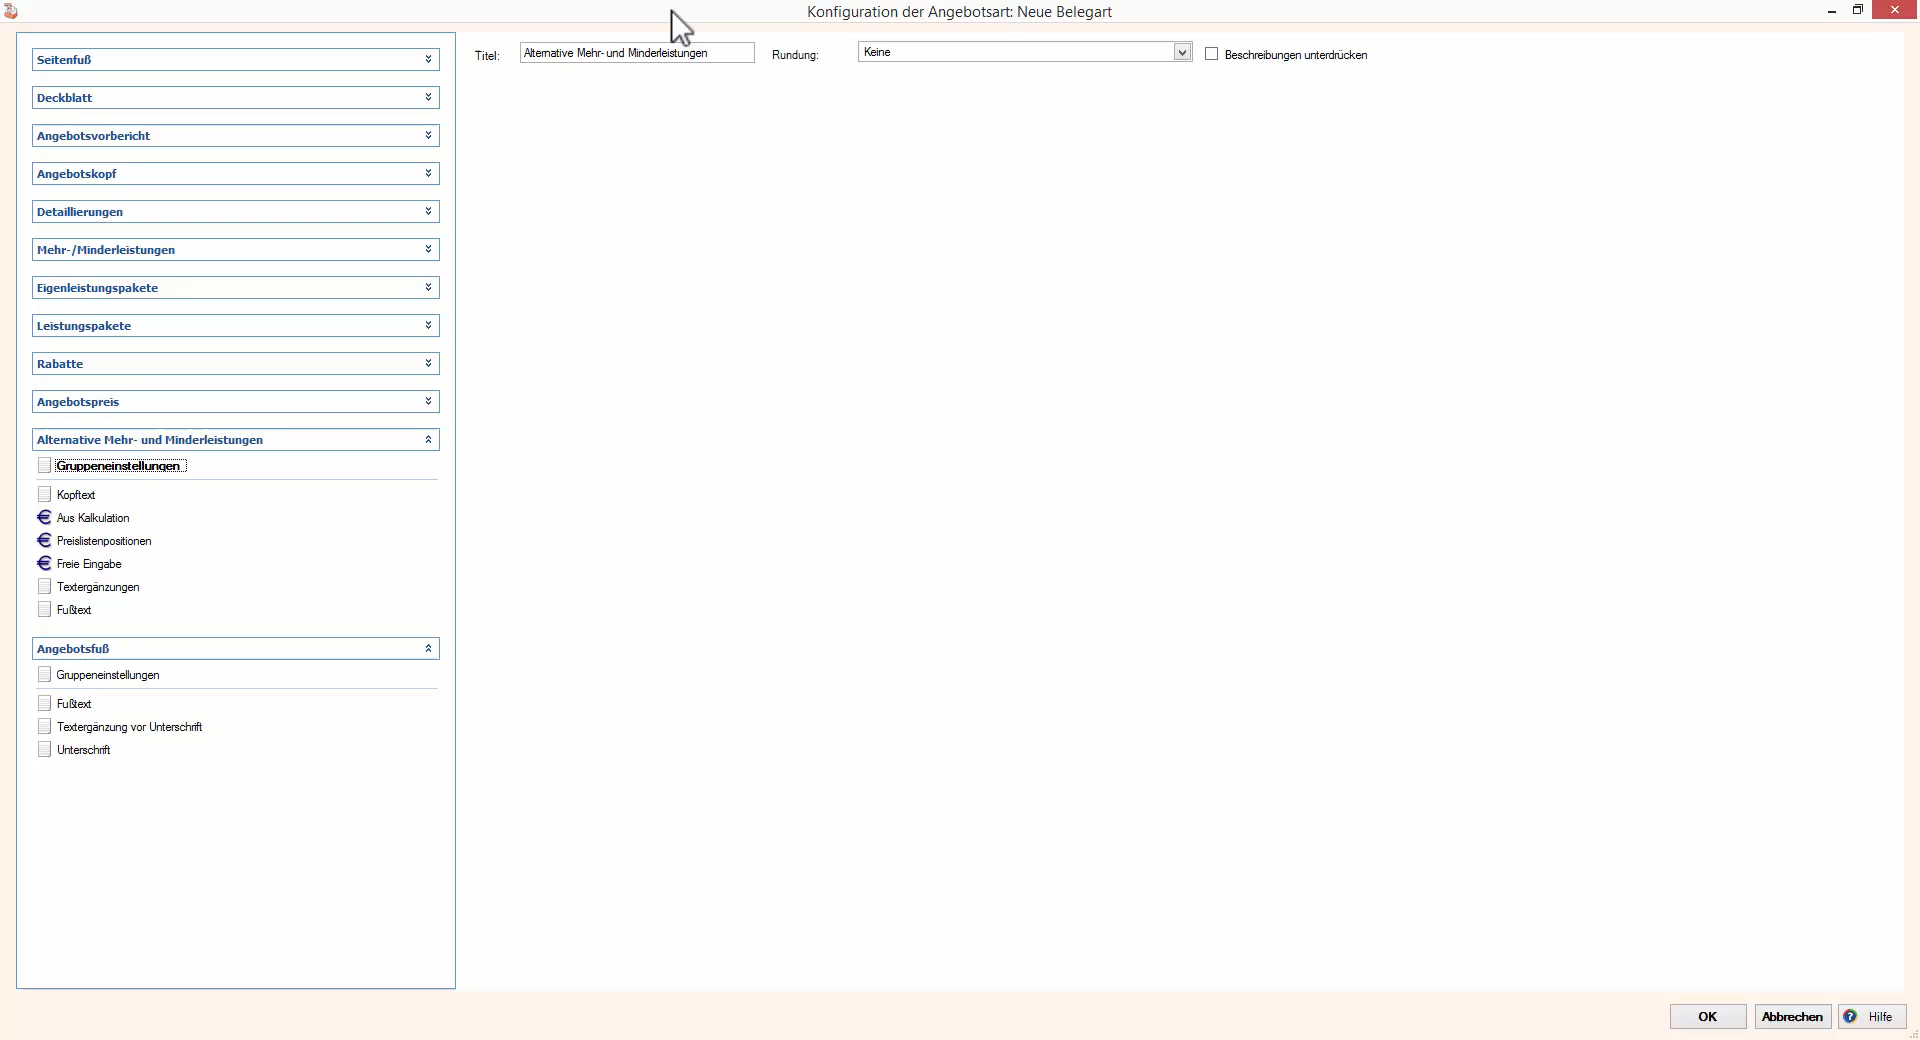 Konfiguration der Angebotsart: Neue Belegart
Seitenfuß
Deckblatt
Angebotsvorbericht
Angebotskopf
Detaillierungen
Mehr-/Minderleistungen
Eigenleistungspakete
Leistungspakete
Rabatte
Angebotspreis
Alternative Mehr- und Minderleistungen
Gruppeneinstellungen
Kopftext
€ Aus Kalkulation
€ Preislistenpositionen
€ Freie Eingabe
Textergänzungen
Fußtext
Angebotsfuß
Gruppeneinstellungen
Fußtext
Textergänzung vor Unterschrift
Unterschrift
Titel: Alternative Mehr- und Minderleistungen Rundung: Keine Beschreibungen unterdrücken
OK Abbrechen ? Hilfe